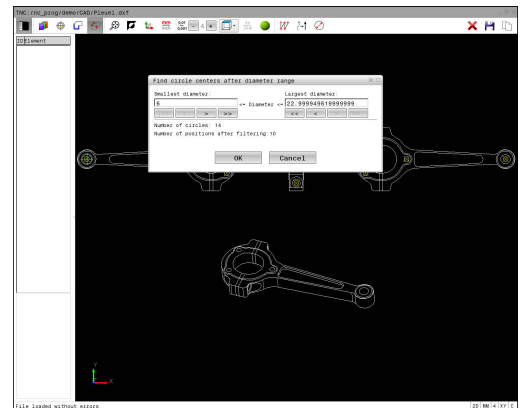 TNC:/nc_prog/demo/CAD/Pleuel.dxf
ID Element
Find circle centers after diameter range
Smallest diameter: Largest diameter:
6 <= Diameter <= 22.999949619999999
> >> << <
Number of circles: 14
Number of positions after filtering: 10
OK Cancel
Y
X
File loaded without errors 2D MM 4 XY C